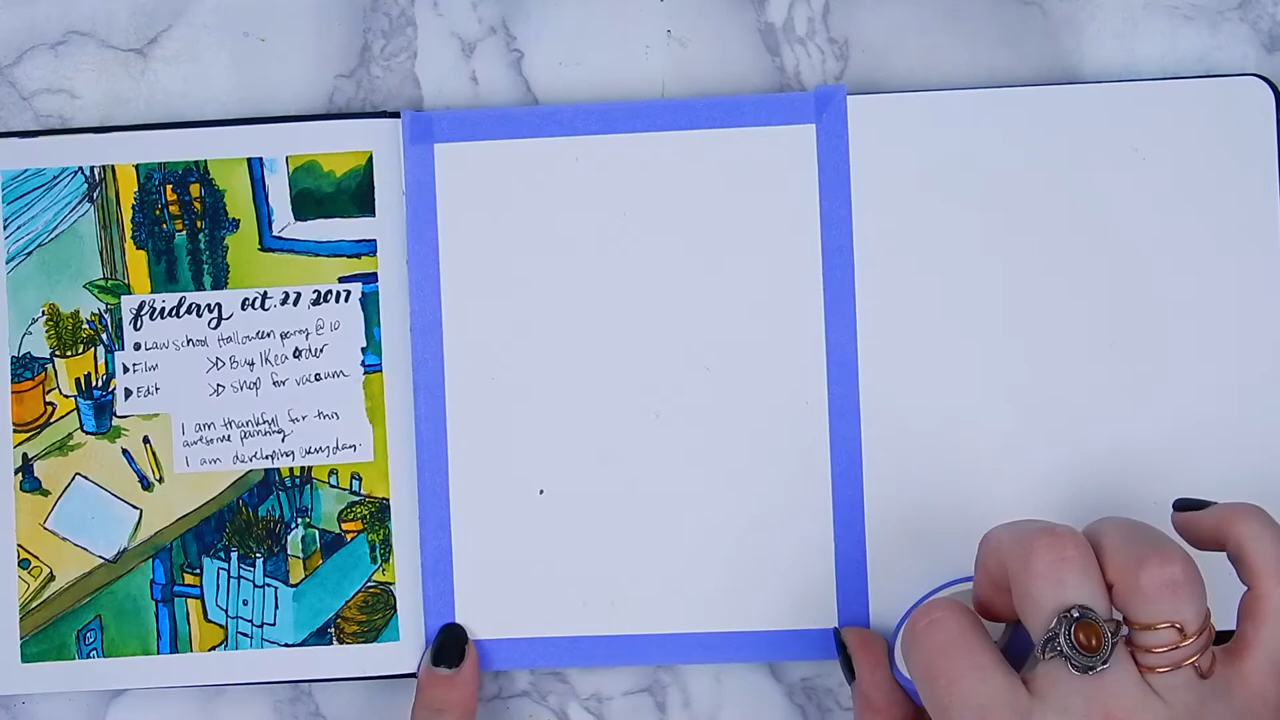 friday oct. 27, 2017
Law school Halloween party @ 10
Film
Buy IKea order
Edit
shop for vacuum
I am thankful for this
awesome painting.
I am developing everyday.